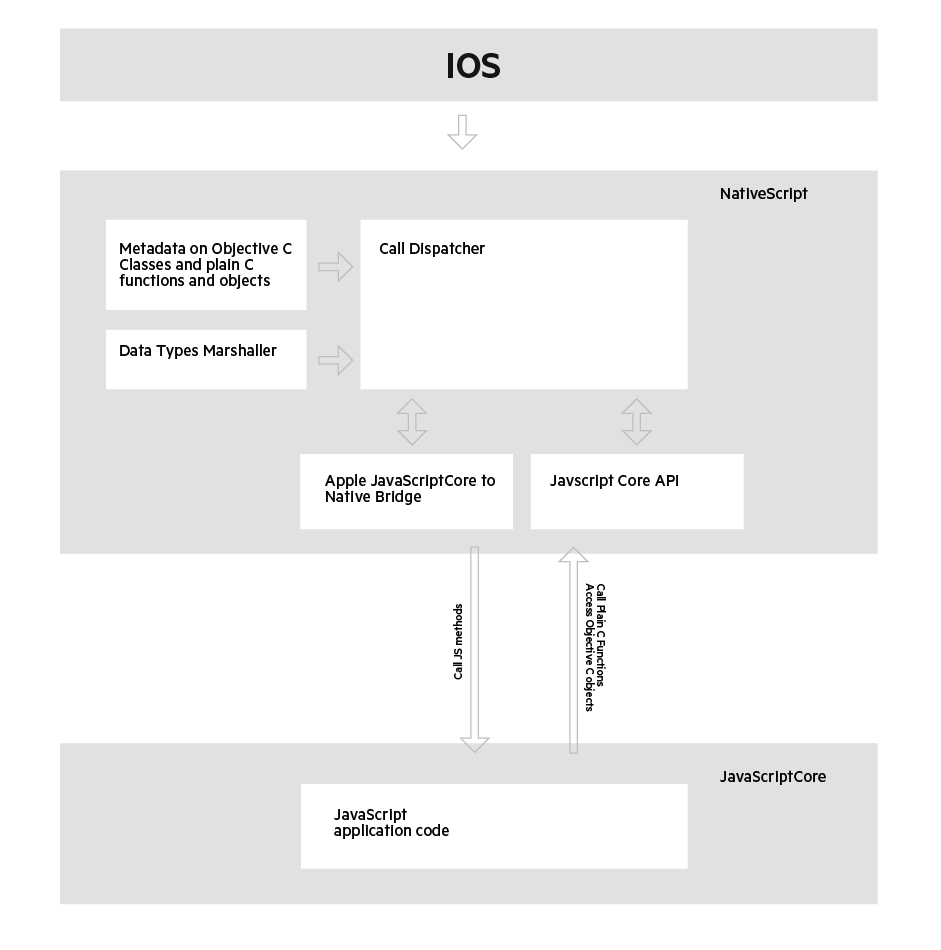 IOS
NativeScript
Metadata on Objective C
Classes and plain C
functions and objects
Call Dispatcher
Data Types Marshaller
Apple JavaScriptCore to
Native Bridge
Javscript Core API
Call JS methods
Call Plain C Functions
Access Objective C objects
JavaScriptCore
JavaScript
application code